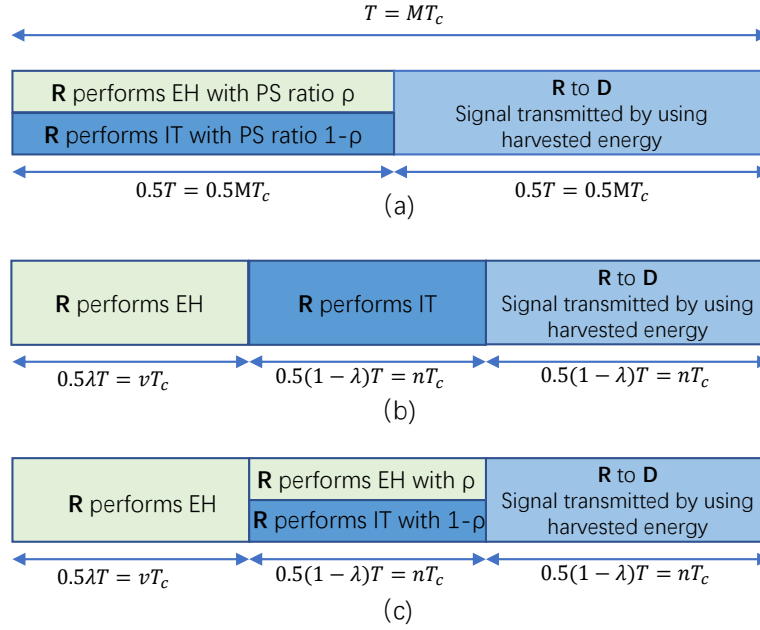 T = MT_c
R performs EH with PS ratio ρ
R performs IT with PS ratio 1-ρ
R to D
Signal transmitted by using
harvested energy
0.5T = 0.5MT_c
0.5T = 0.5MT_c
(a)
R performs EH
R performs IT
R to D
Signal transmitted by using
harvested energy
0.5λT = vT_c
0.5(1 − λ)T = nT_c
0.5(1 − λ)T = nT_c
(b)
R performs EH
R performs EH with ρ
R performs IT with 1-ρ
R to D
Signal transmitted by using
harvested energy
0.5λT = vT_c
0.5(1 − λ)T = nT_c
0.5(1 − λ)T = nT_c
(c)